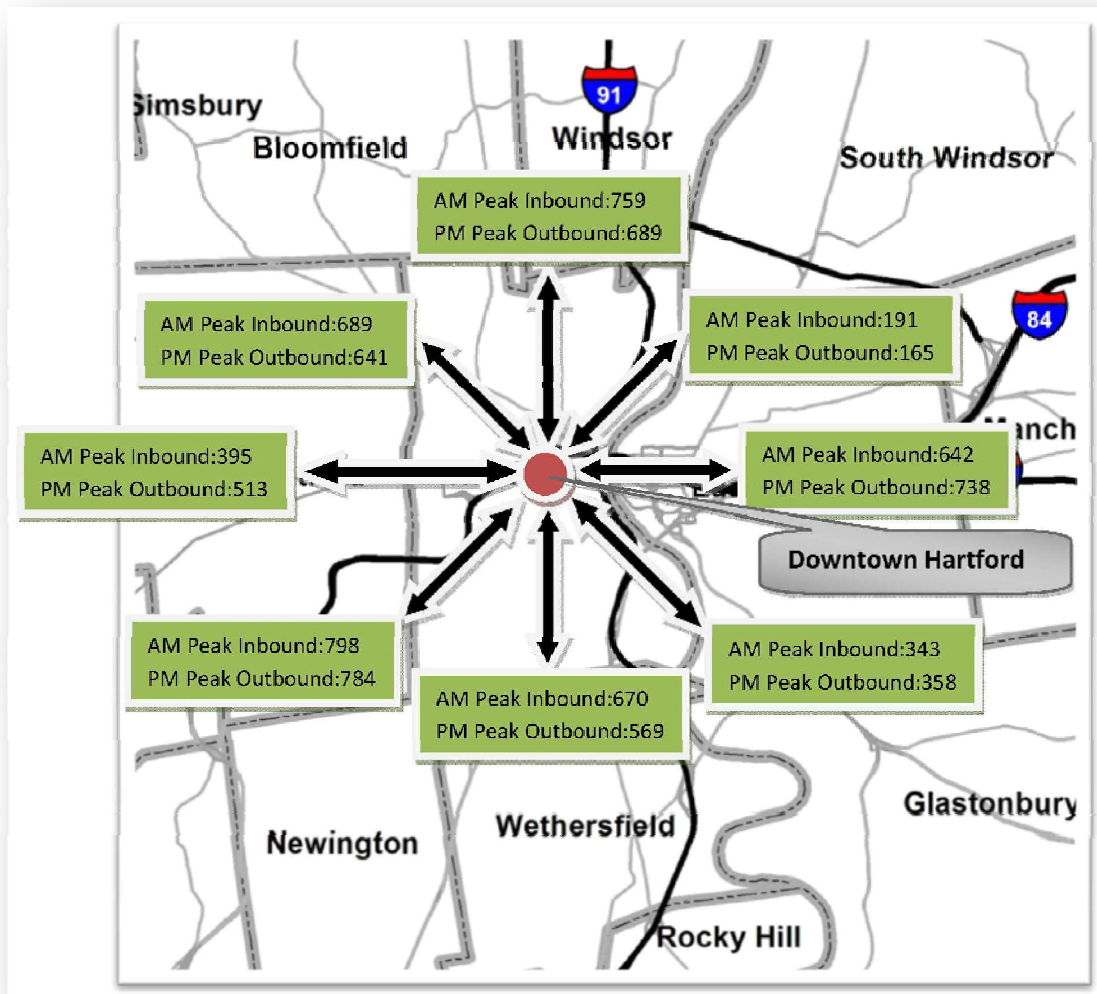 Simsbury
Bloomfield
91
Windsor
South Windsor
AM Peak Inbound:759
PM Peak Outbound:689
AM Peak Inbound:689
PM Peak Outbound:641
AM Peak Inbound:191
PM Peak Outbound:165
84
Manch
AM Peak Inbound:395
PM Peak Outbound:513
AM Peak Inbound:642
PM Peak Outbound:738
Downtown Hartford
AM Peak Inbound:798
PM Peak Outbound:784
AM Peak Inbound:343
PM Peak Outbound:358
AM Peak Inbound:670
PM Peak Outbound:569
Newington
Wethersfield
Glastonbury
Rocky Hill